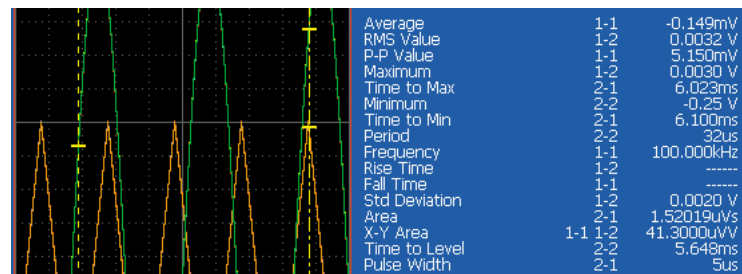 Average 1-1 -0.149mV
RMS Value 1-2 0.0032 V
P-P Value 1-1 5.150mV
Maximum 1-2 0.0030 V
Time to Max 2-1 6.023ms
Minimum 2-2 -0.25 V
Time to Min 2-1 6.100ms
Period 2-2 32us
Frequency 1-1 100.000kHz
Rise Time 1-2 ------
Fall Time 1-1 ------
Std Deviation 1-2 0.0020 V
Area 2-1 1.52019uVs
X-Y Area 1-1 1-2 41.3000uVV
Time to Level 2-2 5.648ms
Pulse Width 2-1 5us